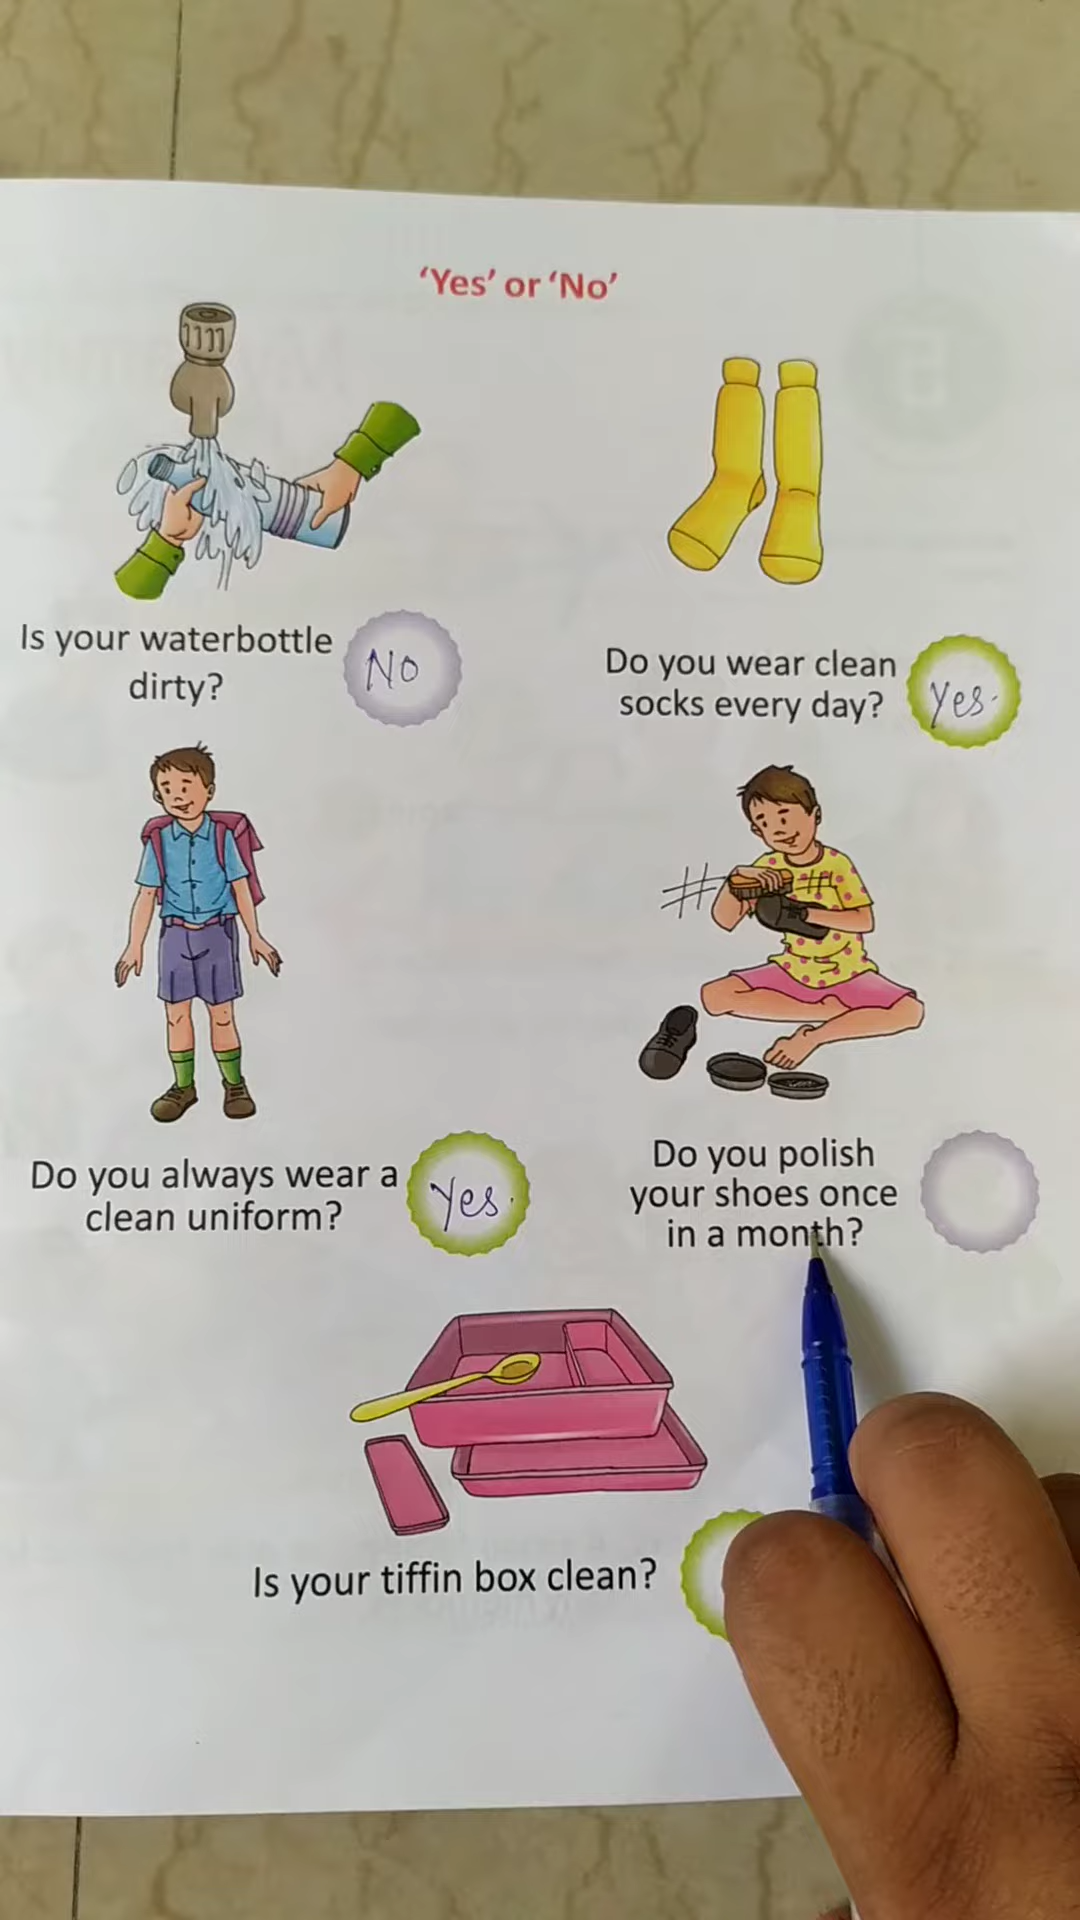 'Yes' or 'No'
Is your waterbottle
dirty?
NO
Do you wear clean
socks every day?
Yes.
Do you always wear a
clean uniform?
Yes.
Do you polish
your shoes once
in a month?
Is your tiffin box clean?